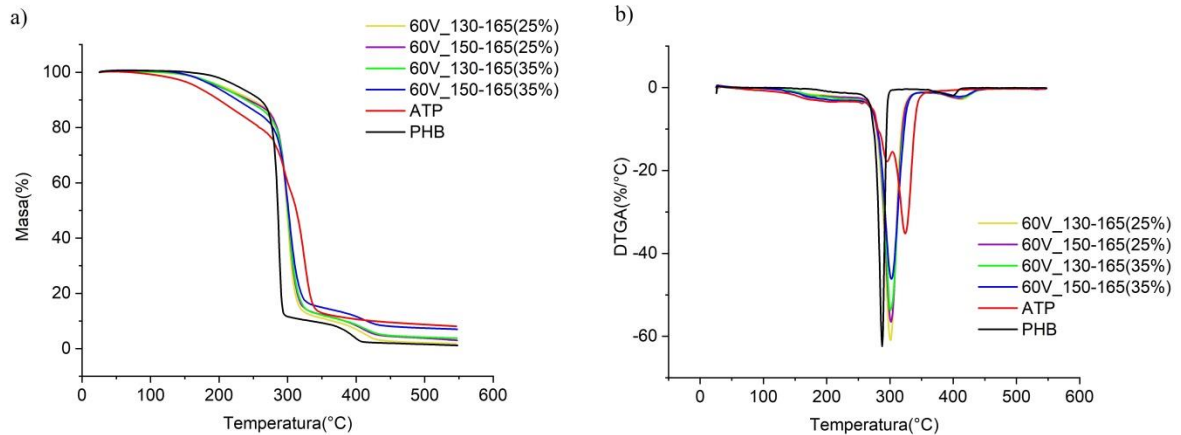 a)
60V_130-165(25%)
60V_150-165(25%)
60V_130-165(35%)
60V_150-165(35%)
ATP
PHB
100
80
60
40
20
0
Masa(%)
0 100 200 300 400 500 600
Temperatura(°C)
b)
0
-20
-40
-60
DTGA(%/°C)
60V_130-165(25%)
60V_150-165(25%)
60V_130-165(35%)
60V_150-165(35%)
ATP
PHB
0 100 200 300 400 500 600
Temperatura(°C)